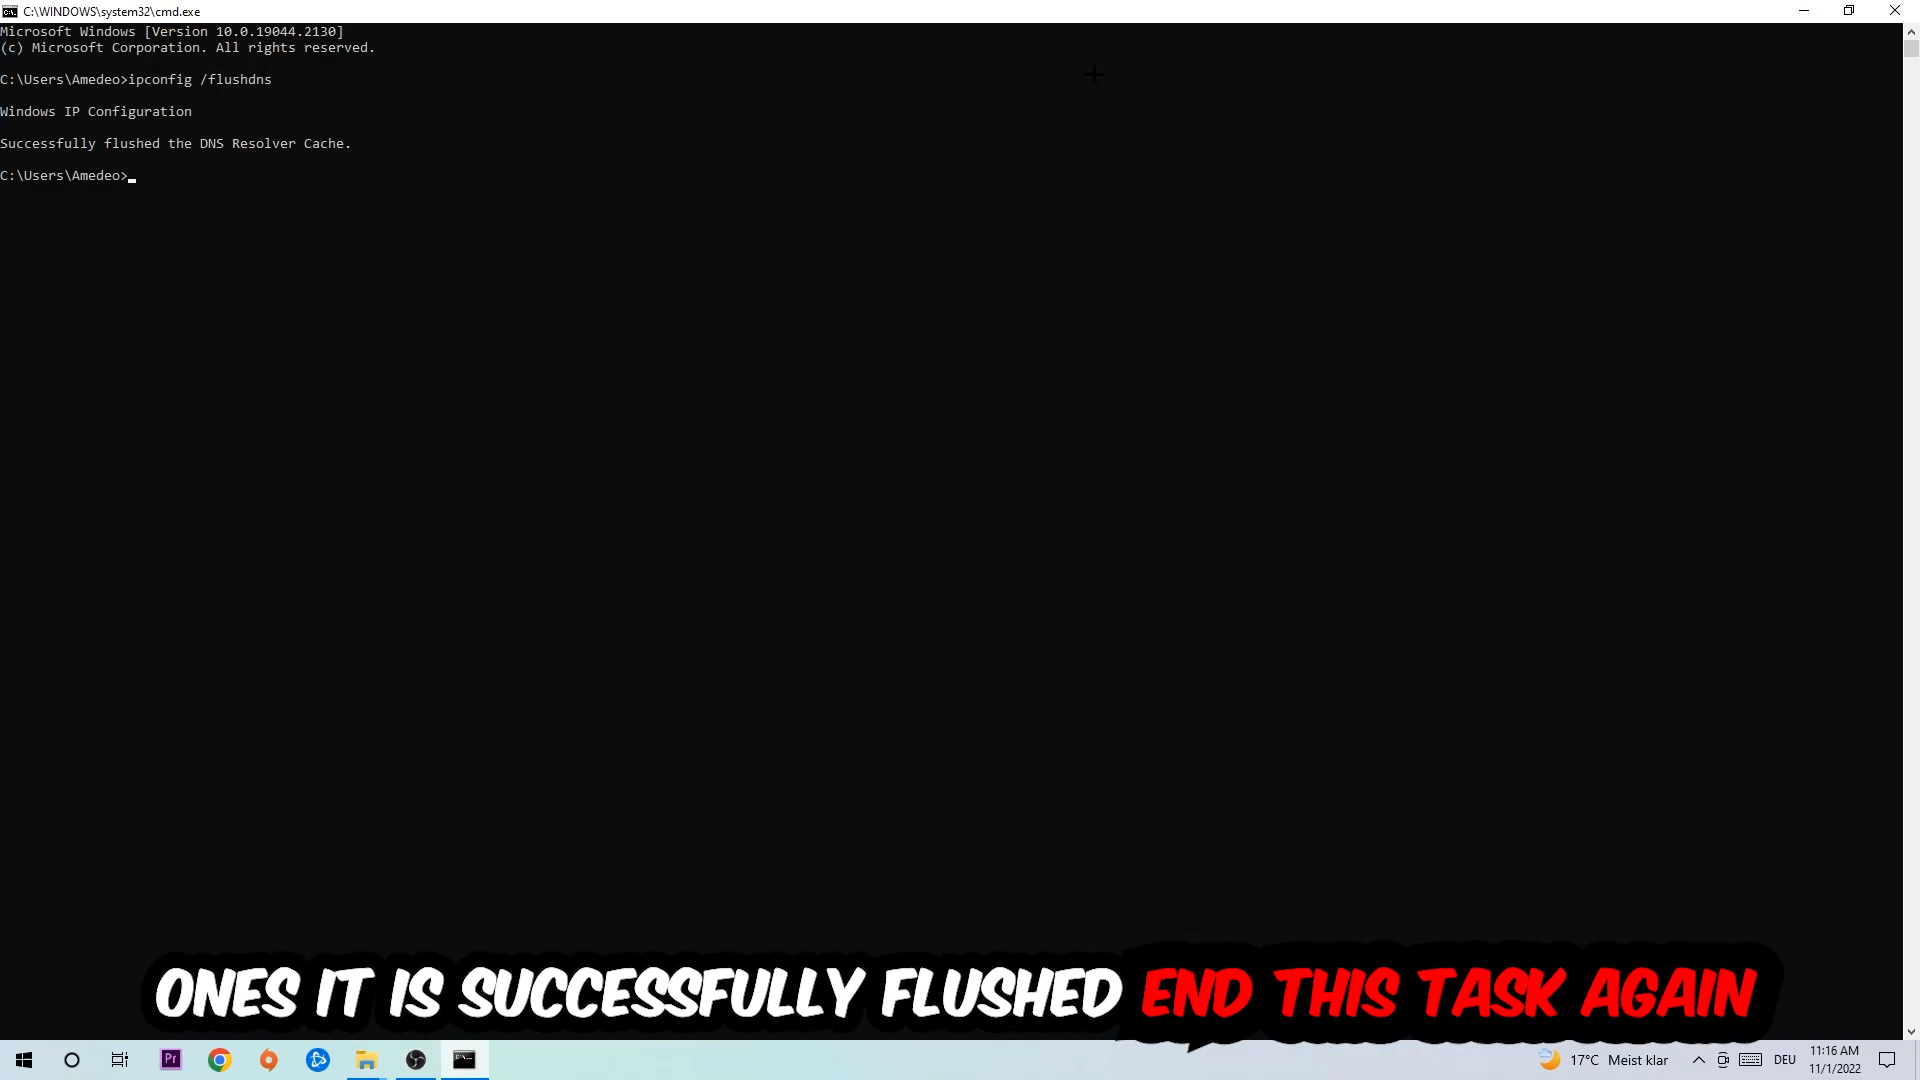 C:\WINDOWS\system32\cmd.exe
Microsoft Windows [Version 10.0.19044.2130]
(c) Microsoft Corporation. All rights reserved.
C:\Users\Amedeo>ipconfig /flushdns
Windows IP Configuration
Successfully flushed the DNS Resolver Cache.
C:\Users\Amedeo>
ONES IT IS SUCCESSFULLY FLUSHED END THIS TASK AGAIN
Pr
17°C Meist klar
DEU
11:16 AM
11/1/2022